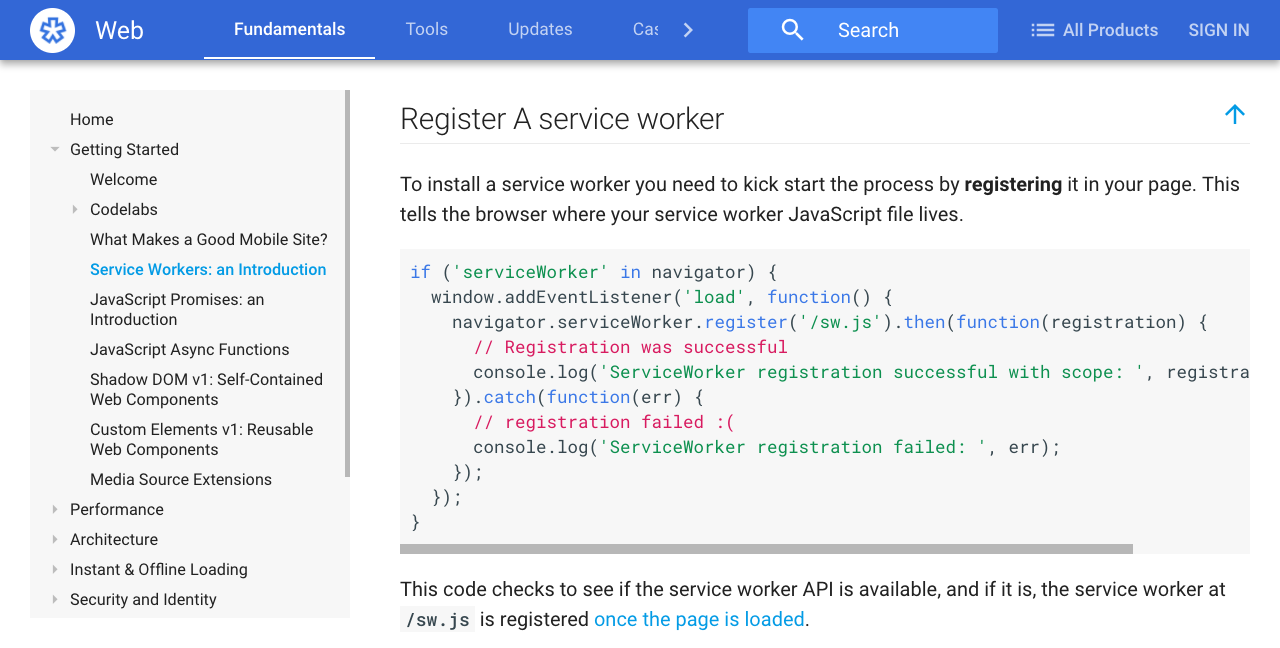 Web Fundamentals Tools Updates Cas Search All Products SIGN IN
Home
Getting Started
Welcome
Codelabs
What Makes a Good Mobile Site?
Service Workers: an Introduction
JavaScript Promises: an
Introduction
JavaScript Async Functions
Shadow DOM v1: Self-Contained
Web Components
Custom Elements v1: Reusable
Web Components
Media Source Extensions
Performance
Architecture
Instant & Offline Loading
Security and Identity
Register A service worker
To install a service worker you need to kick start the process by registering it in your page. This
tells the browser where your service worker JavaScript file lives.
if ('serviceWorker' in navigator) {
  window.addEventListener('load', function() {
    navigator.serviceWorker.register('/sw.js').then(function(registration) {
      // Registration was successful
      console.log('ServiceWorker registration successful with scope: ', registra
    }).catch(function(err) {
      // registration failed :(
      console.log('ServiceWorker registration failed: ', err);
    });
  });
}
This code checks to see if the service worker API is available, and if it is, the service worker at
/sw.js is registered once the page is loaded.